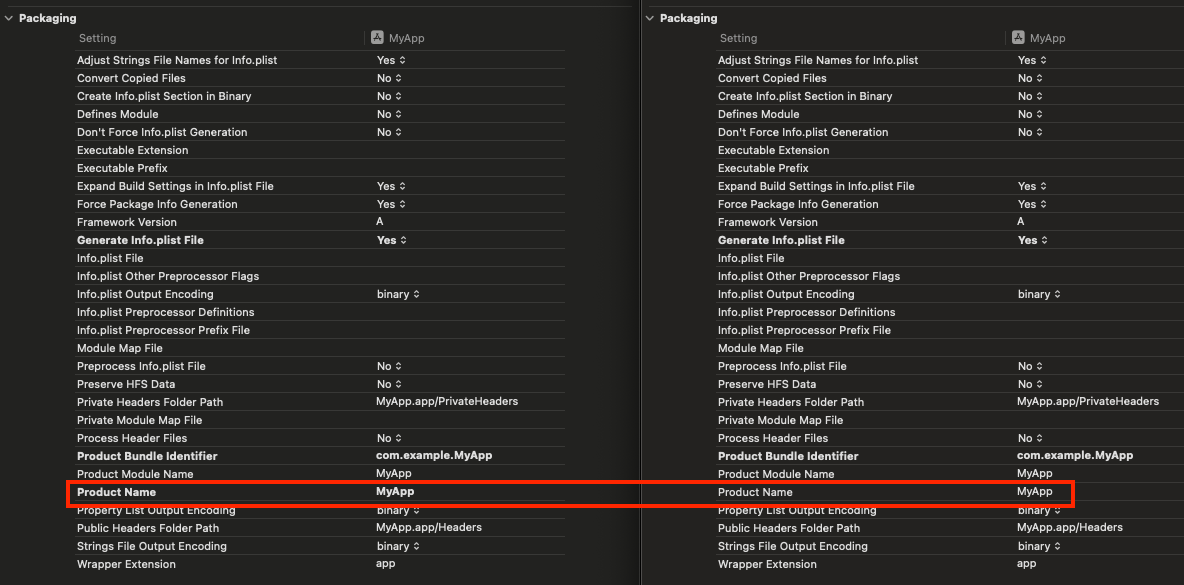 Packaging
Setting MyApp
Adjust Strings File Names for Info.plist Yes
Convert Copied Files No
Create Info.plist Section in Binary No
Defines Module No
Don't Force Info.plist Generation No
Executable Extension
Executable Prefix
Expand Build Settings in Info.plist File Yes
Force Package Info Generation Yes
Framework Version A
Generate Info.plist File Yes
Info.plist File
Info.plist Other Preprocessor Flags
Info.plist Output Encoding binary
Info.plist Preprocessor Definitions
Info.plist Preprocessor Prefix File
Module Map File
Preprocess Info.plist File No
Preserve HFS Data No
Private Headers Folder Path MyApp.app/PrivateHeaders
Private Module Map File
Process Header Files No
Product Bundle Identifier com.example.MyApp
Product Module Name MyApp
Product Name MyApp
Property List Output Encoding binary
Public Headers Folder Path MyApp.app/Headers
Strings File Output Encoding binary
Wrapper Extension app
Packaging
Setting MyApp
Adjust Strings File Names for Info.plist Yes
Convert Copied Files No
Create Info.plist Section in Binary No
Defines Module No
Don't Force Info.plist Generation No
Executable Extension
Executable Prefix
Expand Build Settings in Info.plist File Yes
Force Package Info Generation Yes
Framework Version A
Generate Info.plist File Yes
Info.plist File
Info.plist Other Preprocessor Flags
Info.plist Output Encoding binary
Info.plist Preprocessor Definitions
Info.plist Preprocessor Prefix File
Module Map File
Preprocess Info.plist File No
Preserve HFS Data No
Private Headers Folder Path MyApp.app/PrivateHeaders
Private Module Map File
Process Header Files No
Product Bundle Identifier com.example.MyApp
Product Module Name MyApp
Product Name MyApp
Property List Output Encoding binary
Public Headers Folder Path MyApp.app/Headers
Strings File Output Encoding binary
Wrapper Extension app